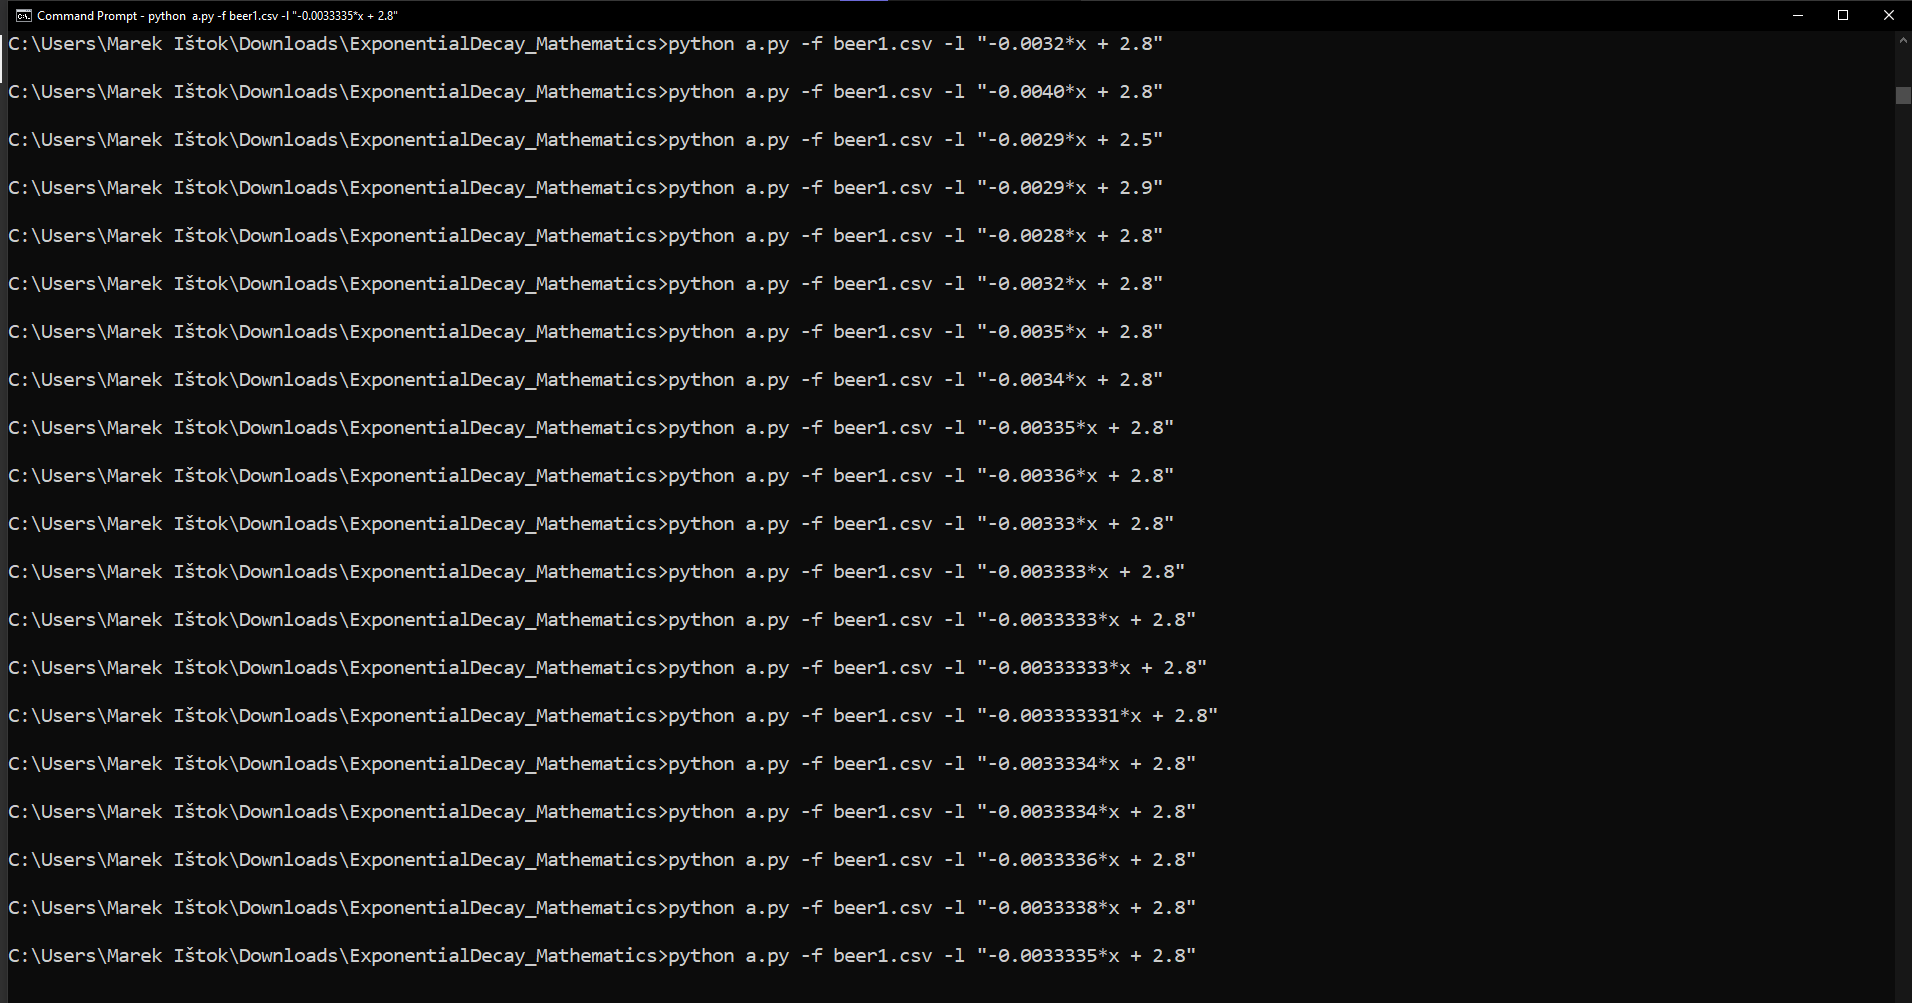 Command Prompt - python  a.py -f beer1.csv -l "-0.0033335*x + 2.8"
C:\Users\Marek Ištok\Downloads\ExponentialDecay_Mathematics>python a.py -f beer1.csv -l "-0.0032*x + 2.8"
C:\Users\Marek Ištok\Downloads\ExponentialDecay_Mathematics>python a.py -f beer1.csv -l "-0.0040*x + 2.8"
C:\Users\Marek Ištok\Downloads\ExponentialDecay_Mathematics>python a.py -f beer1.csv -l "-0.0029*x + 2.5"
C:\Users\Marek Ištok\Downloads\ExponentialDecay_Mathematics>python a.py -f beer1.csv -l "-0.0029*x + 2.9"
C:\Users\Marek Ištok\Downloads\ExponentialDecay_Mathematics>python a.py -f beer1.csv -l "-0.0028*x + 2.8"
C:\Users\Marek Ištok\Downloads\ExponentialDecay_Mathematics>python a.py -f beer1.csv -l "-0.0032*x + 2.8"
C:\Users\Marek Ištok\Downloads\ExponentialDecay_Mathematics>python a.py -f beer1.csv -l "-0.0035*x + 2.8"
C:\Users\Marek Ištok\Downloads\ExponentialDecay_Mathematics>python a.py -f beer1.csv -l "-0.0034*x + 2.8"
C:\Users\Marek Ištok\Downloads\ExponentialDecay_Mathematics>python a.py -f beer1.csv -l "-0.00335*x + 2.8"
C:\Users\Marek Ištok\Downloads\ExponentialDecay_Mathematics>python a.py -f beer1.csv -l "-0.00336*x + 2.8"
C:\Users\Marek Ištok\Downloads\ExponentialDecay_Mathematics>python a.py -f beer1.csv -l "-0.00333*x + 2.8"
C:\Users\Marek Ištok\Downloads\ExponentialDecay_Mathematics>python a.py -f beer1.csv -l "-0.003333*x + 2.8"
C:\Users\Marek Ištok\Downloads\ExponentialDecay_Mathematics>python a.py -f beer1.csv -l "-0.0033333*x + 2.8"
C:\Users\Marek Ištok\Downloads\ExponentialDecay_Mathematics>python a.py -f beer1.csv -l "-0.00333333*x + 2.8"
C:\Users\Marek Ištok\Downloads\ExponentialDecay_Mathematics>python a.py -f beer1.csv -l "-0.003333331*x + 2.8"
C:\Users\Marek Ištok\Downloads\ExponentialDecay_Mathematics>python a.py -f beer1.csv -l "-0.0033334*x + 2.8"
C:\Users\Marek Ištok\Downloads\ExponentialDecay_Mathematics>python a.py -f beer1.csv -l "-0.0033334*x + 2.8"
C:\Users\Marek Ištok\Downloads\ExponentialDecay_Mathematics>python a.py -f beer1.csv -l "-0.0033336*x + 2.8"
C:\Users\Marek Ištok\Downloads\ExponentialDecay_Mathematics>python a.py -f beer1.csv -l "-0.0033338*x + 2.8"
C:\Users\Marek Ištok\Downloads\ExponentialDecay_Mathematics>python a.py -f beer1.csv -l "-0.0033335*x + 2.8"